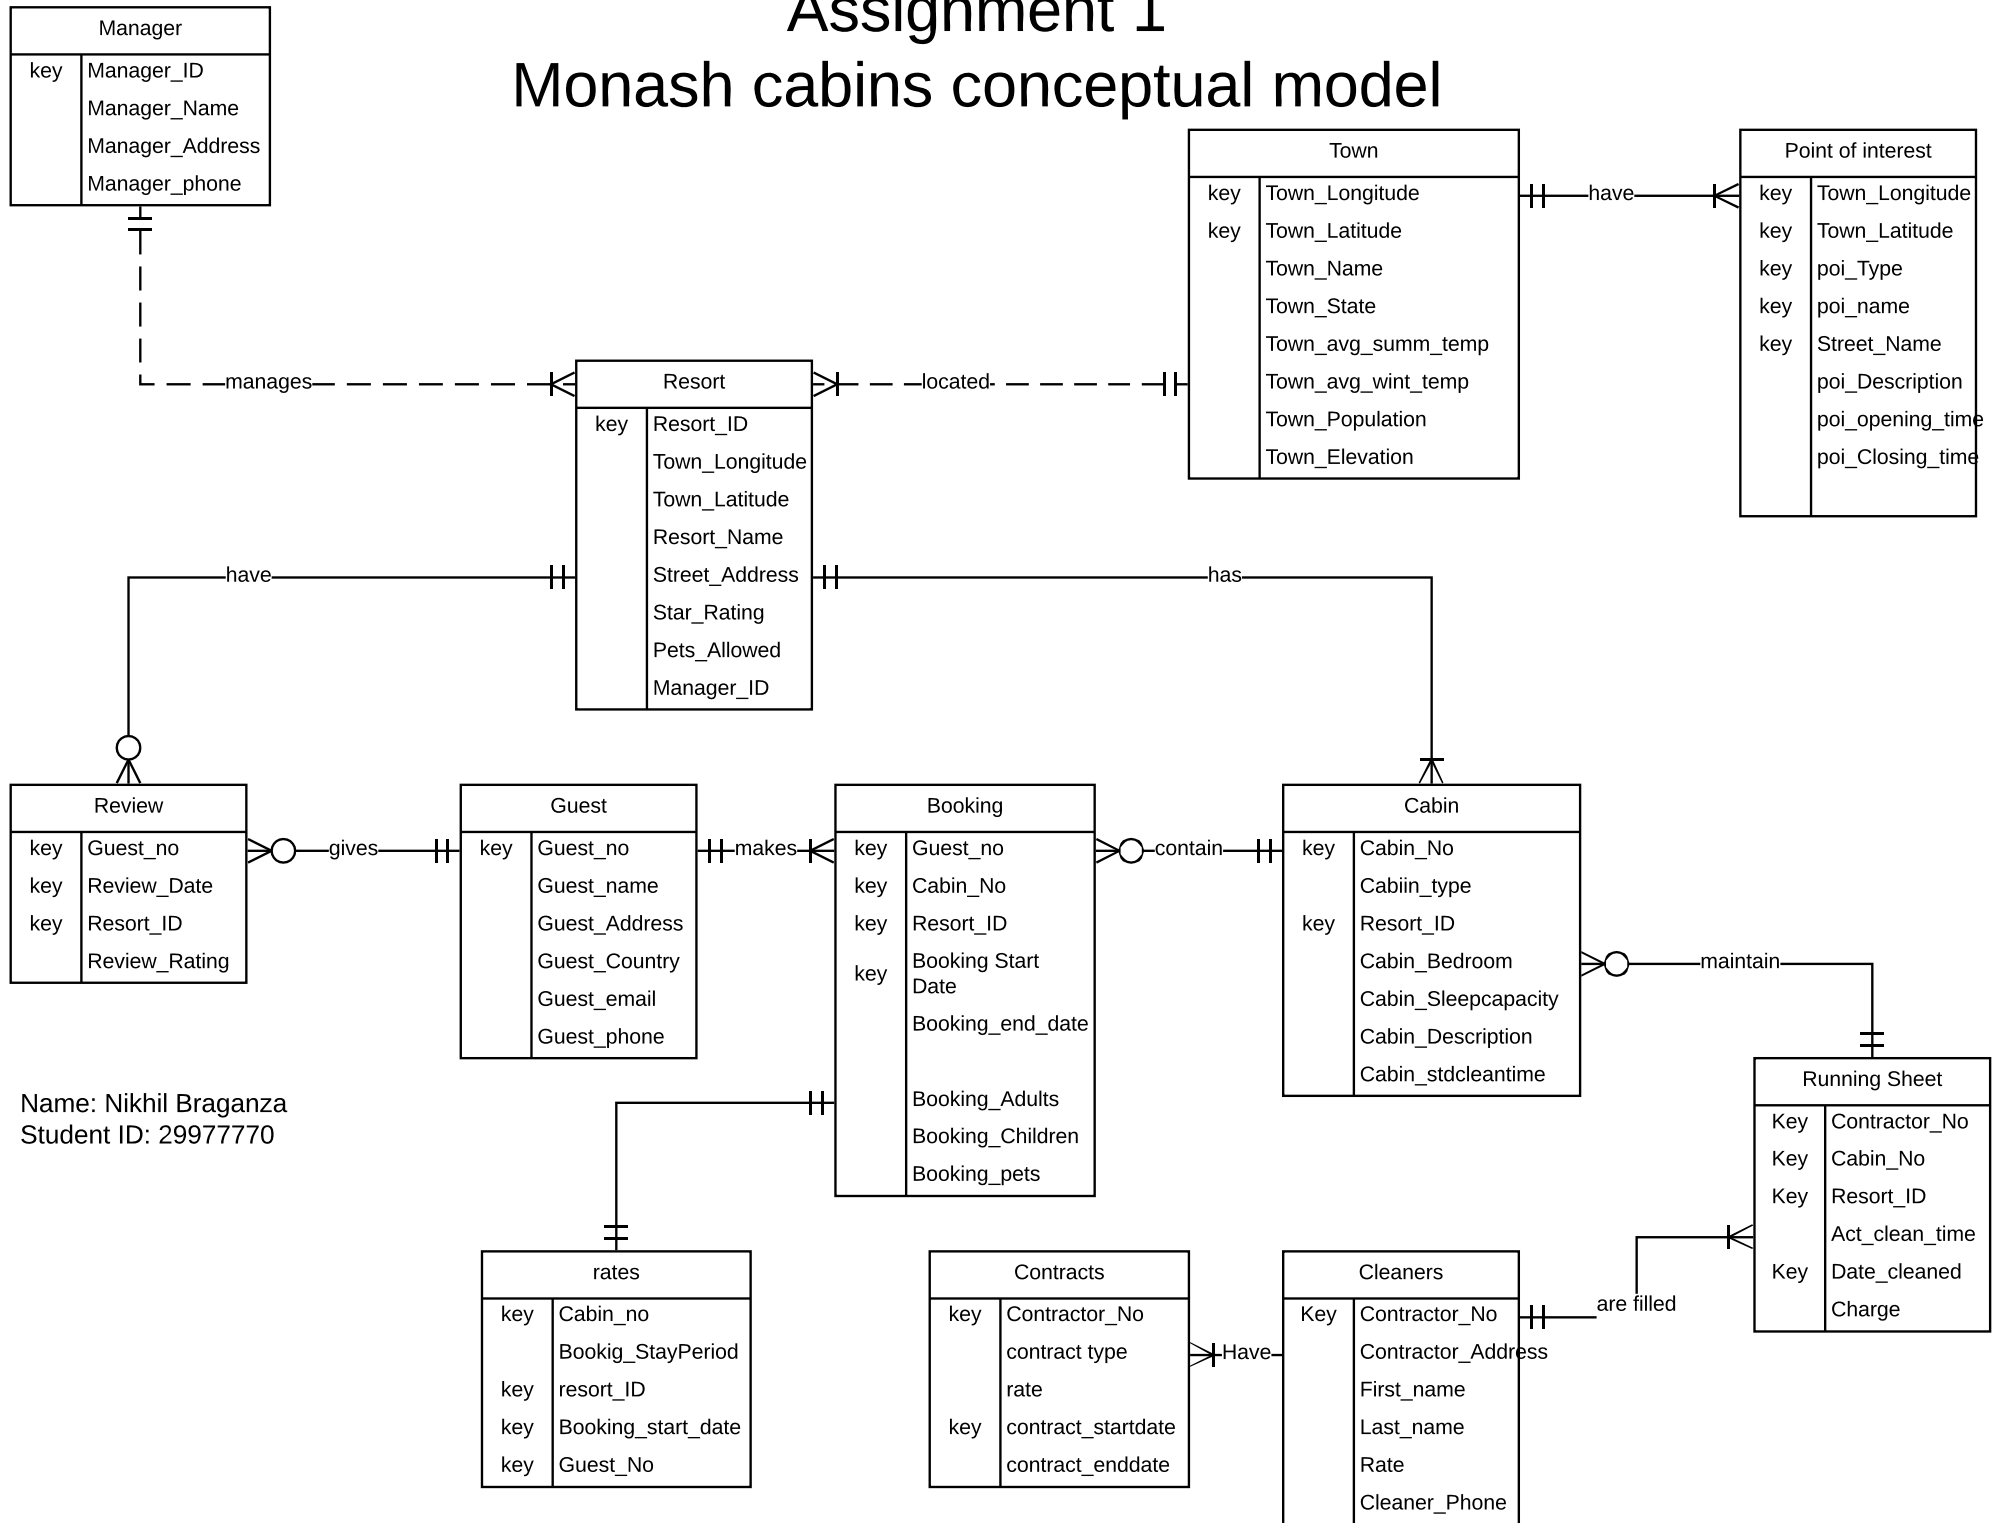 Assignment 1
Monash cabins conceptual model
Manager
key Manager_ID
Manager_Name
Manager_Address
Manager_phone
Town
key Town_Longitude
key Town_Latitude
Town_Name
Town_State
Town_avg_summ_temp
Town_avg_wint_temp
Town_Population
Town_Elevation
have
Point of interest
key Town_Longitude
key Town_Latitude
key poi_Type
key poi_name
key Street_Name
poi_Description
poi_opening_time
poi_Closing_time
manages
Resort
key Resort_ID
Town_Longitude
Town_Latitude
Resort_Name
Street_Address
Star_Rating
Pets_Allowed
Manager_ID
located
have
has
Review
key Guest_no
key Review_Date
key Resort_ID
Review_Rating
gives
Guest
key Guest_no
Guest_name
Guest_Address
Guest_Country
Guest_email
Guest_phone
makes
Booking
key Guest_no
key Cabin_No
key Resort_ID
key Booking Start
Date
Booking_end_date
Booking_Adults
Booking_Children
Booking_pets
contain
Cabin
key Cabin_No
Cabiin_type
key Resort_ID
Cabin_Bedroom
Cabin_Sleepcapacity
Cabin_Description
Cabin_stdcleantime
maintain
Running Sheet
Key Contractor_No
Key Cabin_No
Key Resort_ID
Act_clean_time
Key Date_cleaned
Charge
Name: Nikhil Braganza
Student ID: 29977770
rates
key Cabin_no
Bookig_StayPeriod
key resort_ID
key Booking_start_date
key Guest_No
Contracts
key Contractor_No
contract type
rate
key contract_startdate
contract_enddate
Have
Cleaners
Key Contractor_No
Contractor_Address
First_name
Last_name
Rate
Cleaner_Phone
are filled